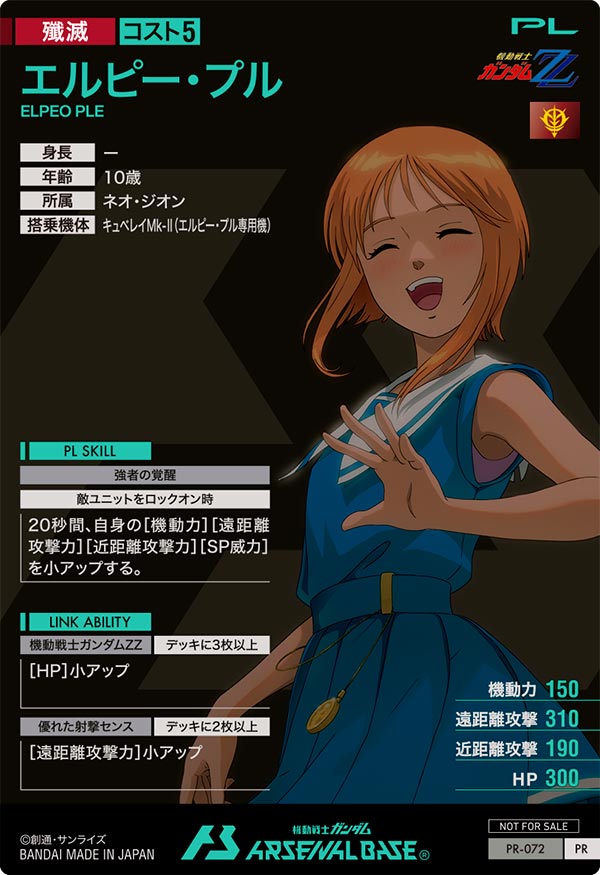 殲滅 コスト5
PL
エルピー・プル
ELPEO PLE
機動戦士
ガンダムZZ
身長 ー
年齢 10歳
所属 ネオ・ジオン
搭乗機体 キュベレイMk-II(エルピー・プル専用機)
PL SKILL
強者の覚醒
敵ユニットをロックオン時
20秒間、自身の[機動力][遠距離
攻撃力][近距離攻撃力][SP威力]
を小アップする。
LINK ABILITY
機動戦士ガンダムZZ デッキに3枚以上
[HP]小アップ
優れた射撃センス デッキに2枚以上
[遠距離攻撃力]小アップ
機動力 150
遠距離攻撃 310
近距離攻撃 190
HP 300
©創通・サンライズ
BANDAI MADE IN JAPAN
機動戦士ガンダム
ARSENAL BASE®
NOT FOR SALE
PR-072 PR